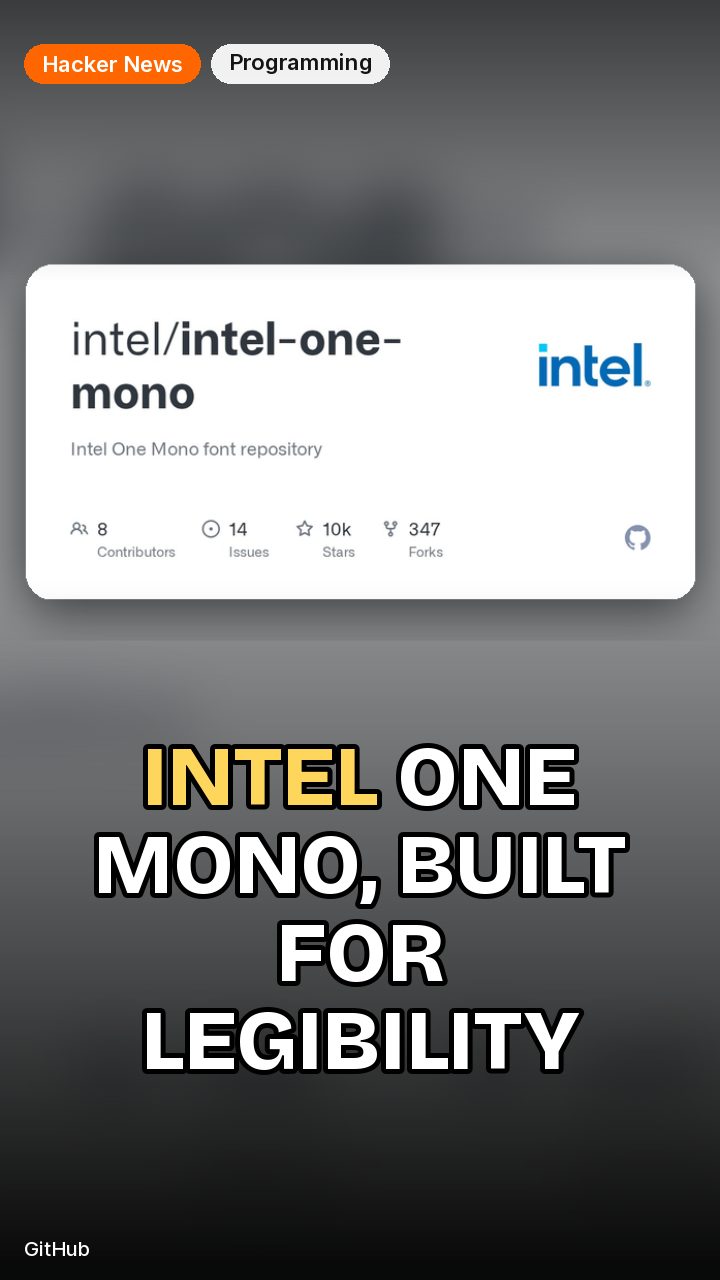 Hacker News
Programming
intel/intel-one-
mono
intel®
Intel One Mono font repository
8
Contributors
14
Issues
10k
Stars
347
Forks
INTEL ONE
MONO, BUILT
FOR
LEGIBILITY
GitHub